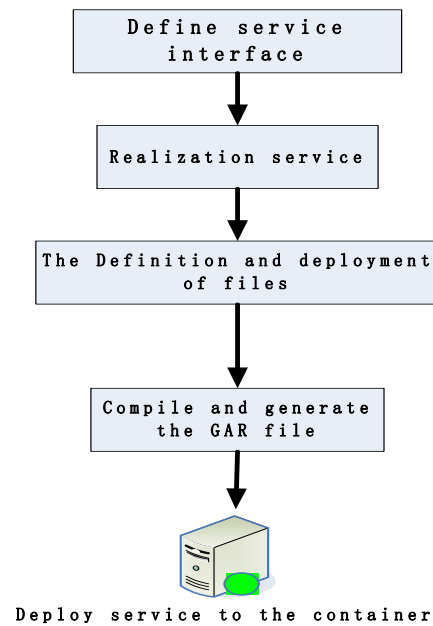 Define service
interface
Realization service
The Definition and deployment
of files
Compile and generate
the GAR file
Deploy service to the container